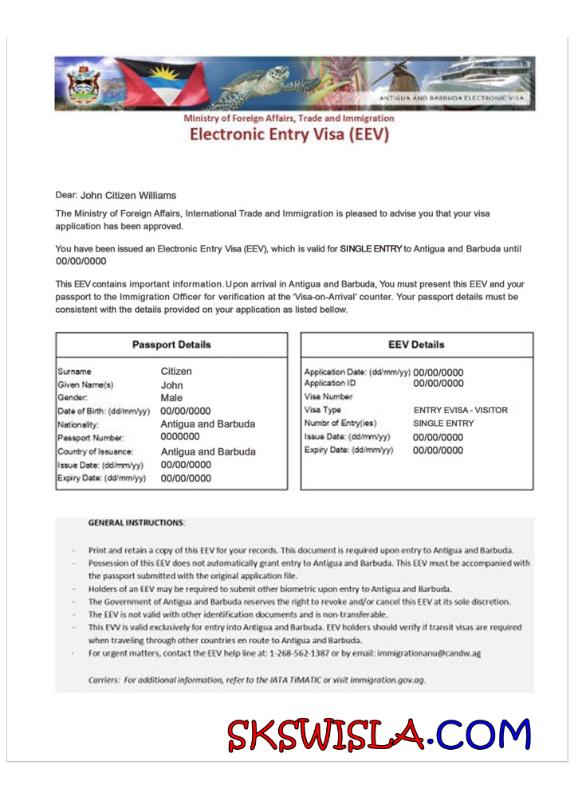 ANTIGUA AND BARBUDA ELECTRONIC VISA
Ministry of Foreign Affairs, Trade and Immigration
Electronic Entry Visa (EEV)
Dear: John Citizen Williams
The Ministry of Foreign Affairs, International Trade and Immigration is pleased to advise you that your visa
application has been approved.
You have been issued an Electronic Entry Visa (EEV), which is valid for SINGLE ENTRY to Antigua and Barbuda until
00/00/0000
This EEV contains important information. Upon arrival in Antigua and Barbuda, You must present this EEV and your
passport to the Immigration Officer for verification at the 'Visa-on-Arrival' counter. Your passport details must be
consistent with the details provided on your application as listed bellow.
Passport Details
Surname Citizen
Given Name(s) John
Gender: Male
Date of Birth: (dd/mm/yy) 00/00/0000
Nationality: Antigua and Barbuda
Passport Number: 0000000
Country of Issuance: Antigua and Barbuda
Issue Date: (dd/mm/yy) 00/00/0000
Expiry Date: (dd/mm/yy) 00/00/0000
EEV Details
Application Date: (dd/mm/yy) 00/00/0000
Application ID 00/00/0000
Visa Number
Visa Type ENTRY EVISA - VISITOR
Numbr of Entry(ies) SINGLE ENTRY
Issue Date: (dd/mm/yy) 00/00/0000
Expiry Date: (dd/mm/yy) 00/00/0000
GENERAL INSTRUCTIONS:
- Print and retain a copy of this EEV for your records. This document is required upon entry to Antigua and Barbuda.
- Possession of this EEV does not automatically grant entry to Antigua and Barbuda. This EEV must be accompanied with
the passport submitted with the original application file.
- Holders of an EEV may be required to submit other biometric upon entry to Antigua and Barbuda.
- The Government of Antigua and Barbuda reserves the right to revoke and/or cancel this EEV at its sole discretion.
- The EEV is not valid with other identification documents and is non-transferable.
- This EVV is valid exclusively for entry into Antigua and Barbuda. EEV holders should verify if transit visas are required
when traveling through other countries en route to Antigua and Barbuda.
- For urgent matters, contact the EEV help line at: 1-268-562-1387 or by email: immigrationanu@candw.ag
Carriers: For additional information, refer to the IATA TIMATIC or visit immigration.gov.ag.
SKSWISLA.COM